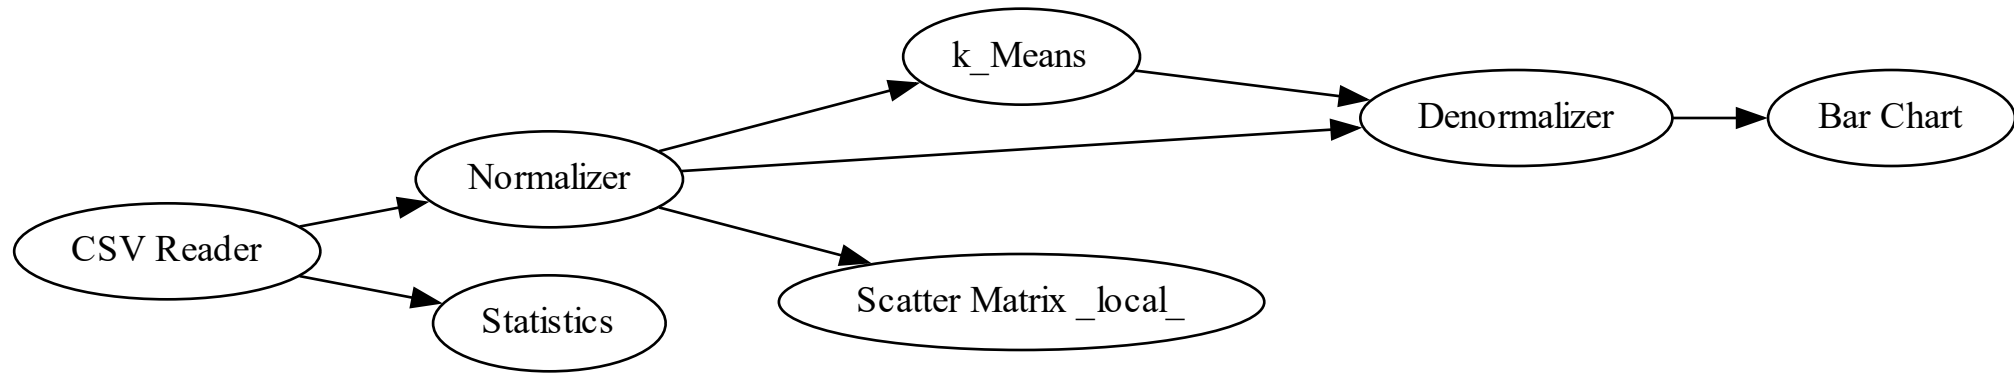 k_Means
Denormalizer
Bar Chart
Normalizer
CSV Reader
Scatter Matrix _local_
Statistics